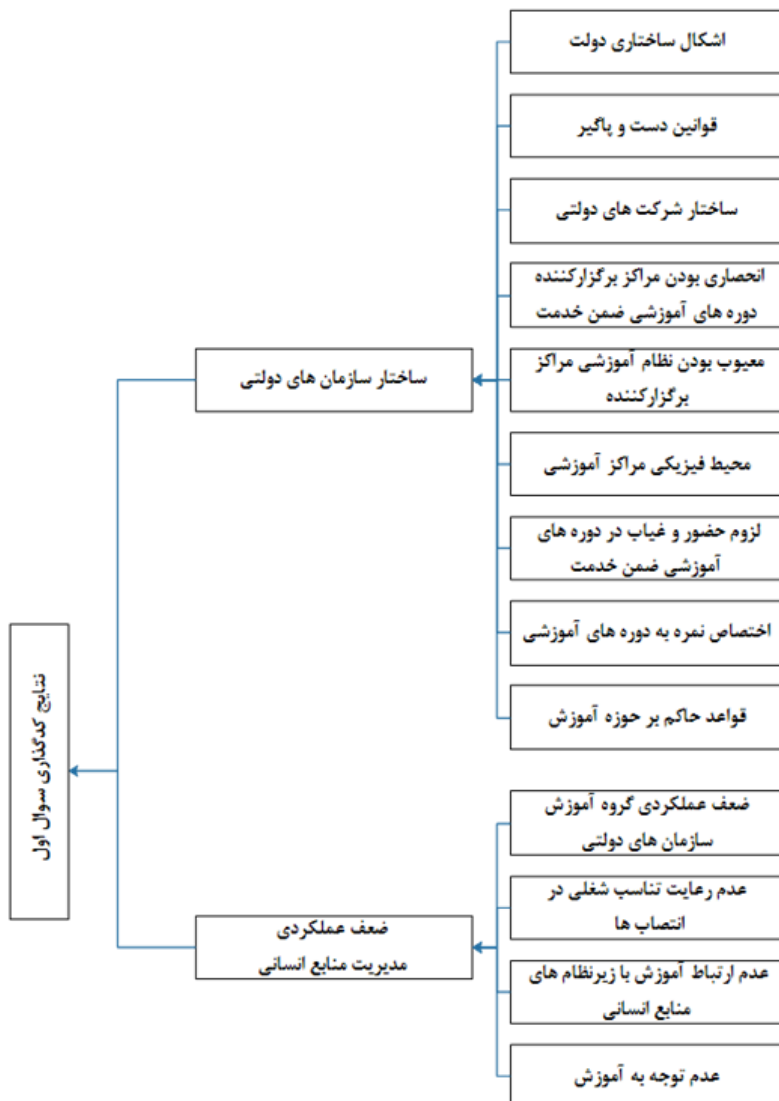 اشکال ساختاری دولت
قوانین دست و پاگیر
ساختار شرکت های دولتی
انحصاری بودن مراکز برگزارکننده
دوره های آموزشی ضمن خدمت
معیوب بودن نظام آموزشی مراکز
برگزارکننده
محیط فیزیکی مراکز آموزشی
لزوم حضور و غیاب در دوره های
آموزشی ضمن خدمت
اختصاص نمره به دوره های آموزشی
قواعد حاکم بر حوزه آموزش
ساختار سازمان های دولتی
ضعف عملکردی گروه آموزش
سازمان های دولتی
عدم رعایت تناسب شغلی در
انتصاب ها
عدم ارتباط آموزش با زیرنظام های
منابع انسانی
عدم توجه به آموزش
ضعف عملکردی
مدیریت منابع انسانی
نتایج کدگذاری سوال اول